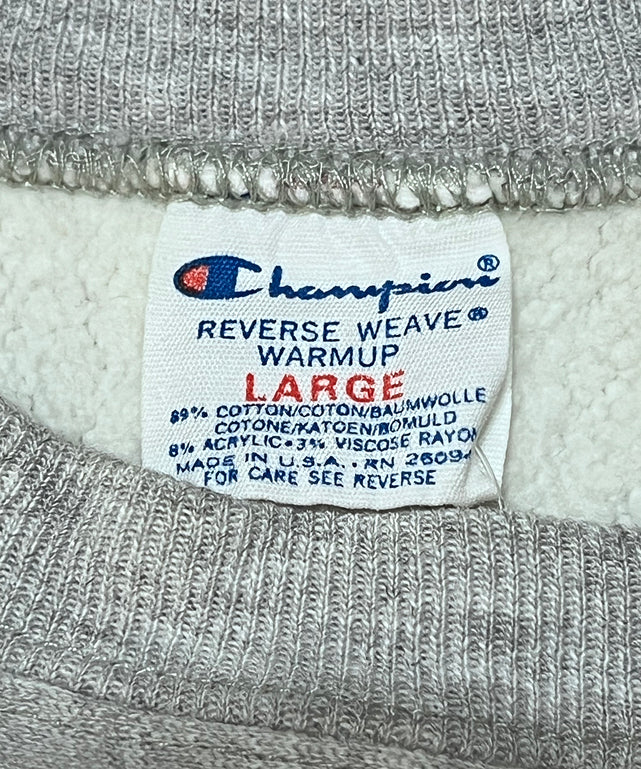 Champion®
REVERSE WEAVE®
WARMUP
LARGE
89% COTTON/COTON/BAUMWOLLE
COTONE/KATOEN/BOMULD
8% ACRYLIC•3% VISCOSE RAYON
MADE IN U.S.A. • RN 26094
FOR CARE SEE REVERSE